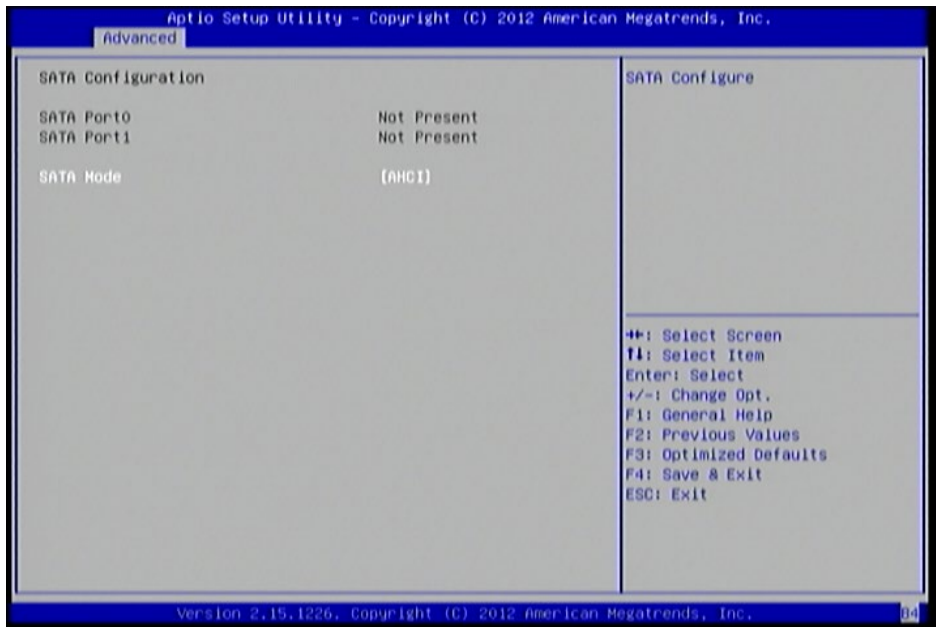 Aptio Setup Utility - Copyright (C) 2012 American Megatrends, Inc.
Advanced
SATA Configuration
SATA Port0 Not Present
SATA Port1 Not Present
SATA Mode [AHCI]
SATA Configure
→←: Select Screen
↑↓: Select Item
Enter: Select
+/-: Change Opt.
F1: General Help
F2: Previous Values
F3: Optimized Defaults
F4: Save & Exit
ESC: Exit
Version 2.15.1226. Copyright (C) 2012 American Megatrends, Inc.
B4